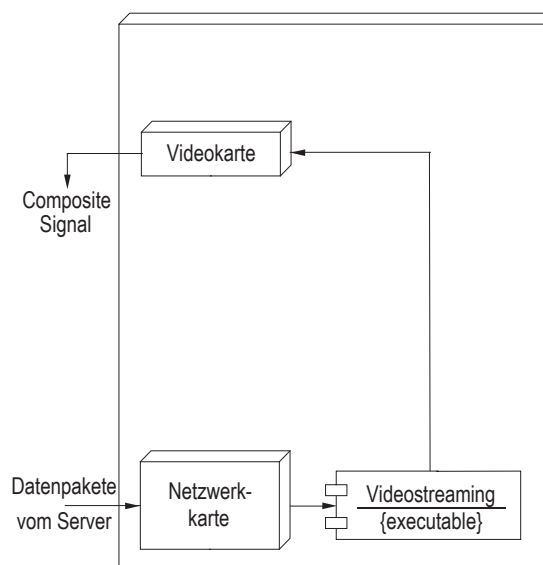 Videokarte
Composite
Signal
Datenpakete
vom Server
Netzwerk-
karte
Videostreaming
{executable}